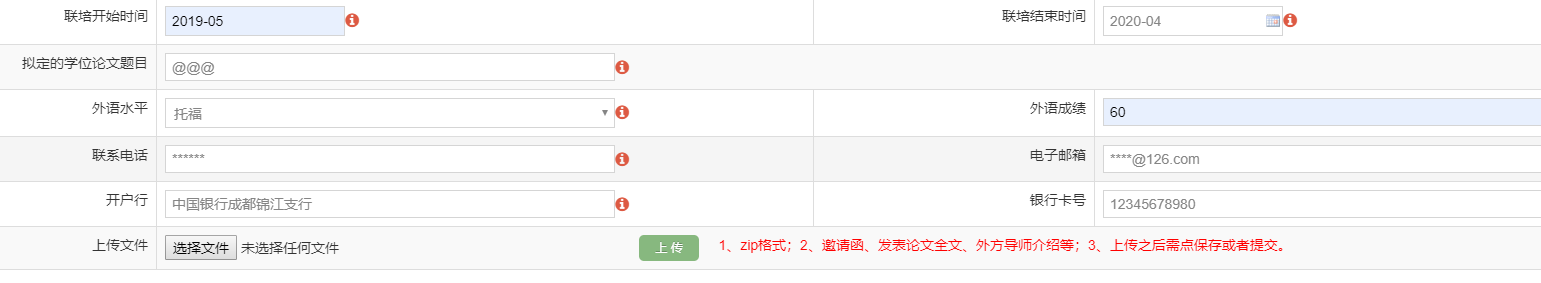 联培开始时间 2019-05 联培结束时间 2020-04
拟定的学位论文题目 @@@
外语水平 托福 外语成绩 60
联系电话 ****** 电子邮箱 ****@126.com
开户行 中国银行成都锦江支行 银行卡号 12345678980
上传文件 选择文件 未选择任何文件 上 传 1、zip格式；2、邀请函、发表论文全文、外方导师介绍等；3、上传之后需点保存或者提交。